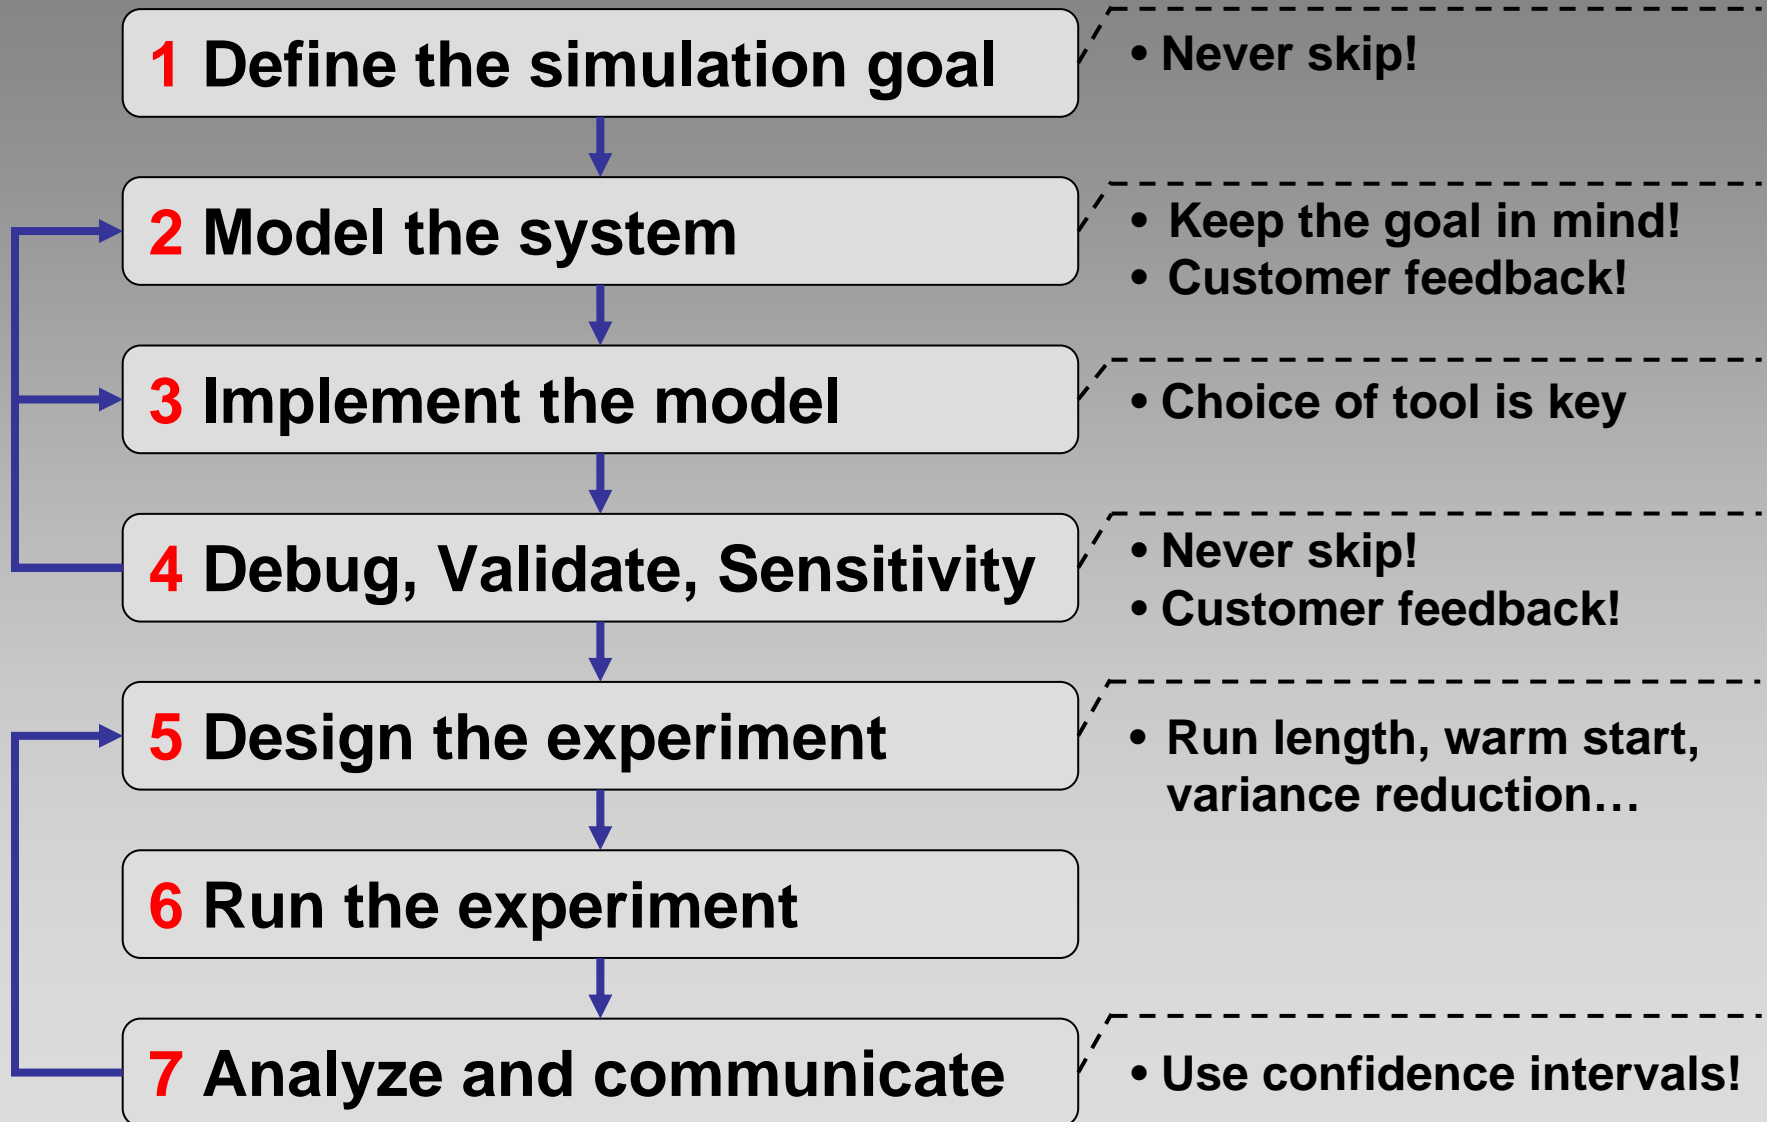 1 Define the simulation goal
• Never skip!
2 Model the system
• Keep the goal in mind!
• Customer feedback!
3 Implement the model
• Choice of tool is key
4 Debug, Validate, Sensitivity
• Never skip!
• Customer feedback!
5 Design the experiment
• Run length, warm start,
variance reduction…
6 Run the experiment
7 Analyze and communicate
• Use confidence intervals!